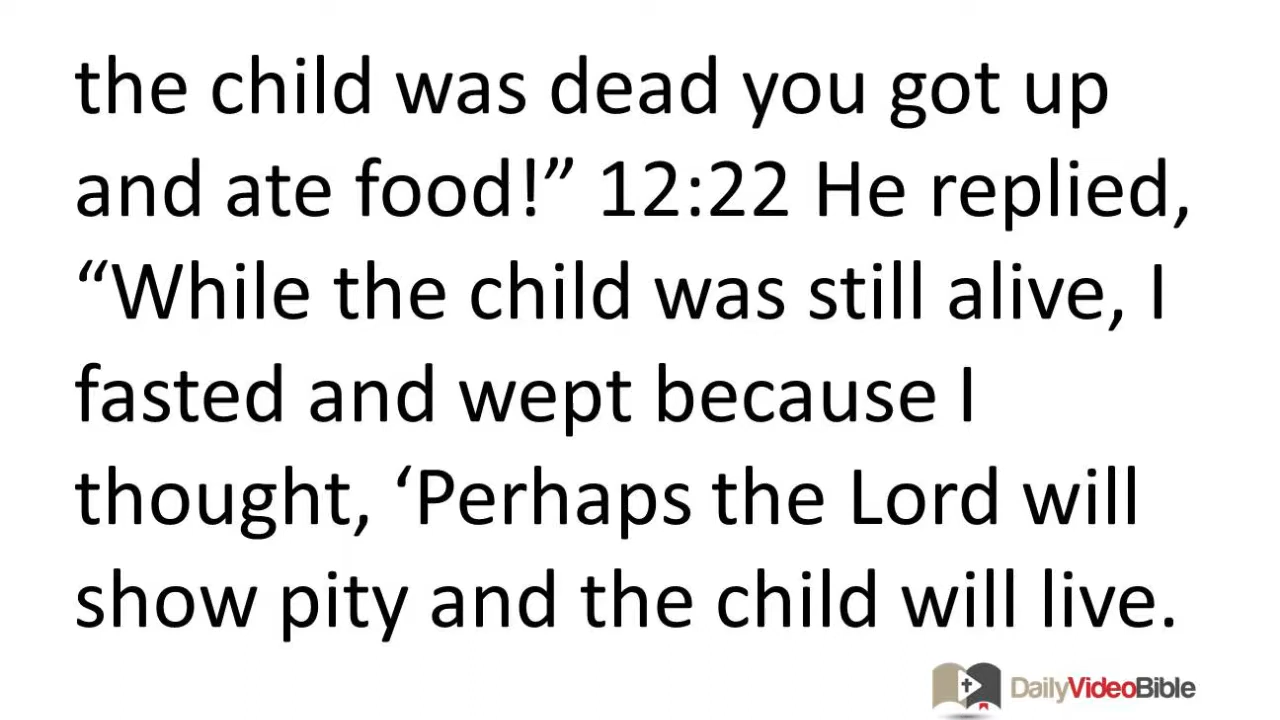 the child was dead you got up
and ate food!” 12:22 He replied,
“While the child was still alive, I
fasted and wept because I
thought, ‘Perhaps the Lord will
show pity and the child will live.
DailyVideoBible